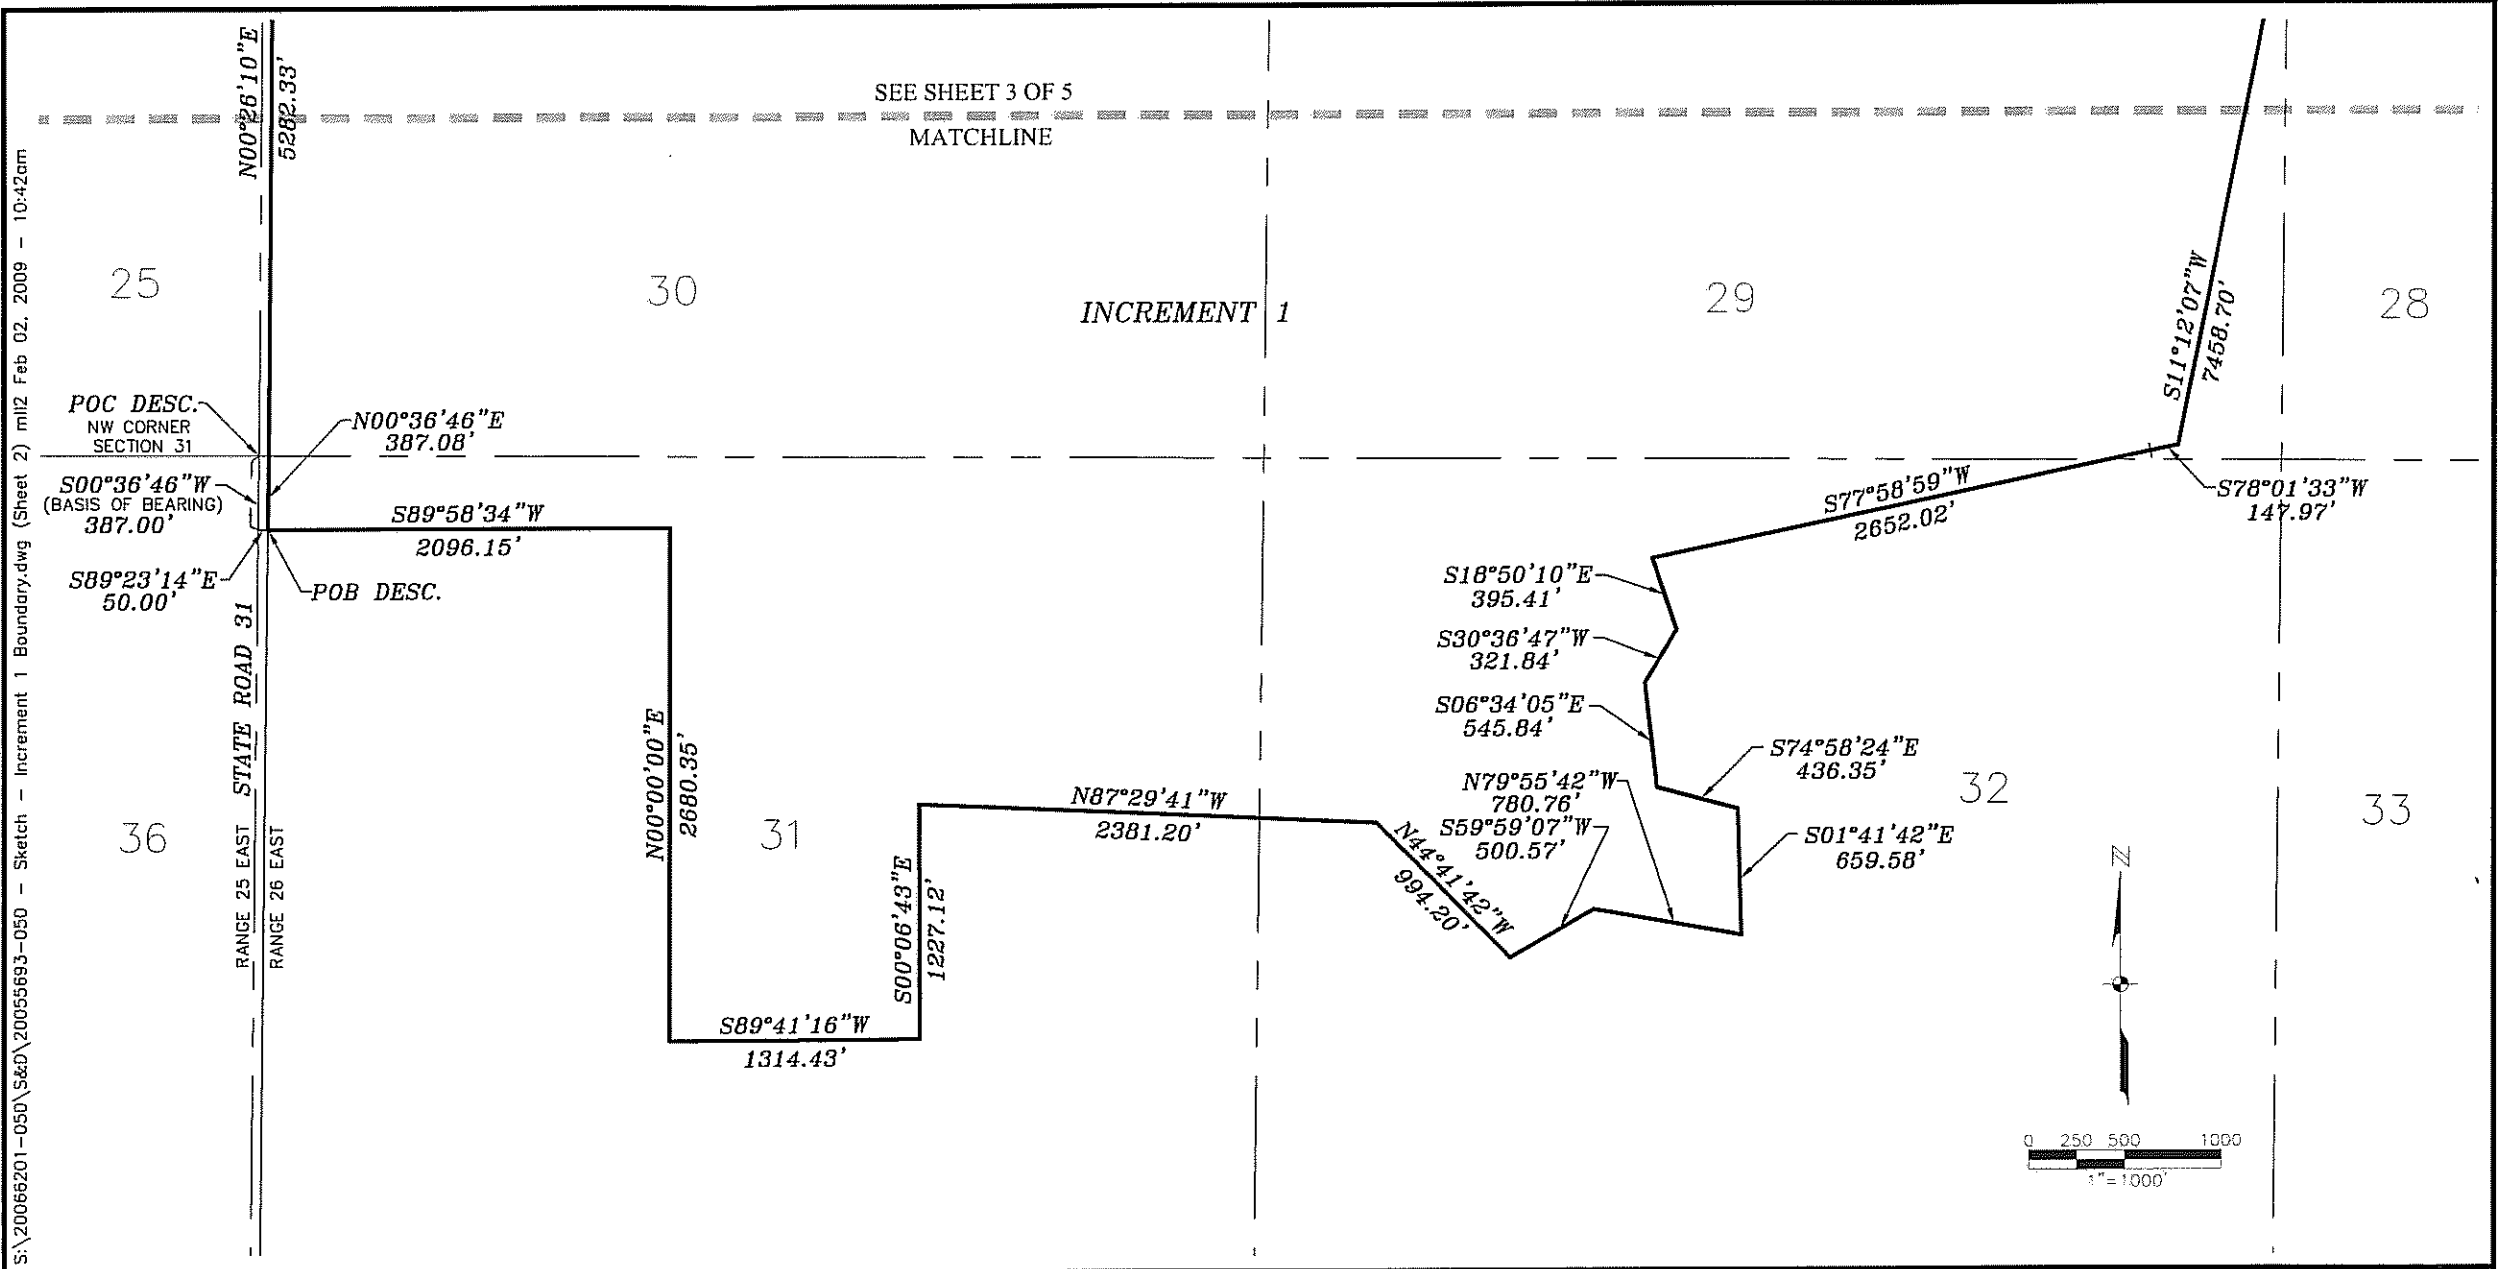 SEE SHEET 3 OF 5
MATCHLINE
N00°26'10"E
5282.33'
25
30
INCREMENT 1
29
28
S11°12'07"W
7458.70'
POC DESC.
NW CORNER
SECTION 31
N00°36'46"E
387.08'
S00°36'46"W
(BASIS OF BEARING)
387.00'
S89°58'34"W
2096.15'
S89°23'14"E
50.00'
POB DESC.
S77°58'59"W
2652.02'
S78°01'33"W
147.97'
S18°50'10"E
395.41'
S30°36'47"W
321.84'
S06°34'05"E
545.84'
S74°58'24"E
436.35'
N79°55'42"W
780.76'
S59°59'07"W
500.57'
S01°41'42"E
659.58'
32
33
36
31
STATE ROAD 31
RANGE 25 EAST
RANGE 26 EAST
N00°00'00"E
2680.35'
N87°29'41"W
2381.20'
N44°41'42"W
994.20'
S00°06'43"E
1227.12'
S89°41'16"W
1314.43'
N
0 250 500 1000
1"=1000'
S:\20066201-050\S&D\20055693-050 - Sketch - Increment 1 Boundary.dwg (Sheet 2) mll2 Feb 02, 2009 - 10:42am